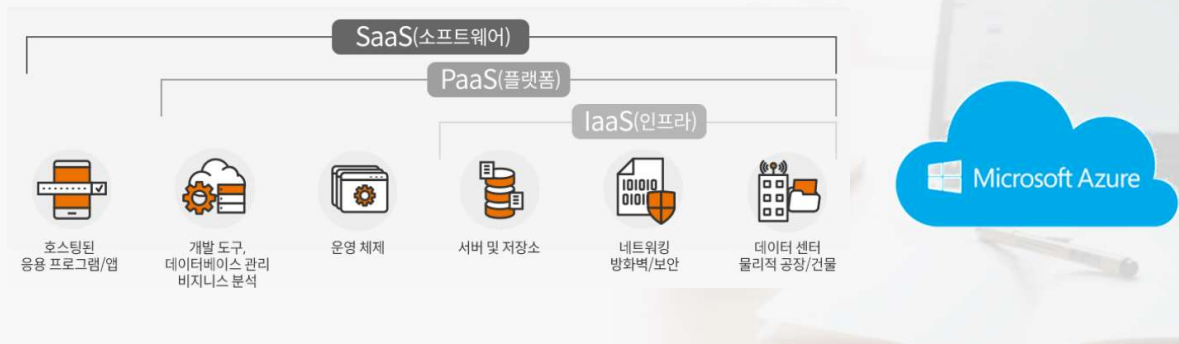 SaaS(소프트웨어)
PaaS(플랫폼)
IaaS(인프라)
호스팅된
응용 프로그램/앱
개발 도구,
데이터베이스 관리
비지니스 분석
운영 체제
서버 및 저장소
네트워킹
방화벽/보안
데이터 센터
물리적 공장/건물
10101
0101
Microsoft Azure